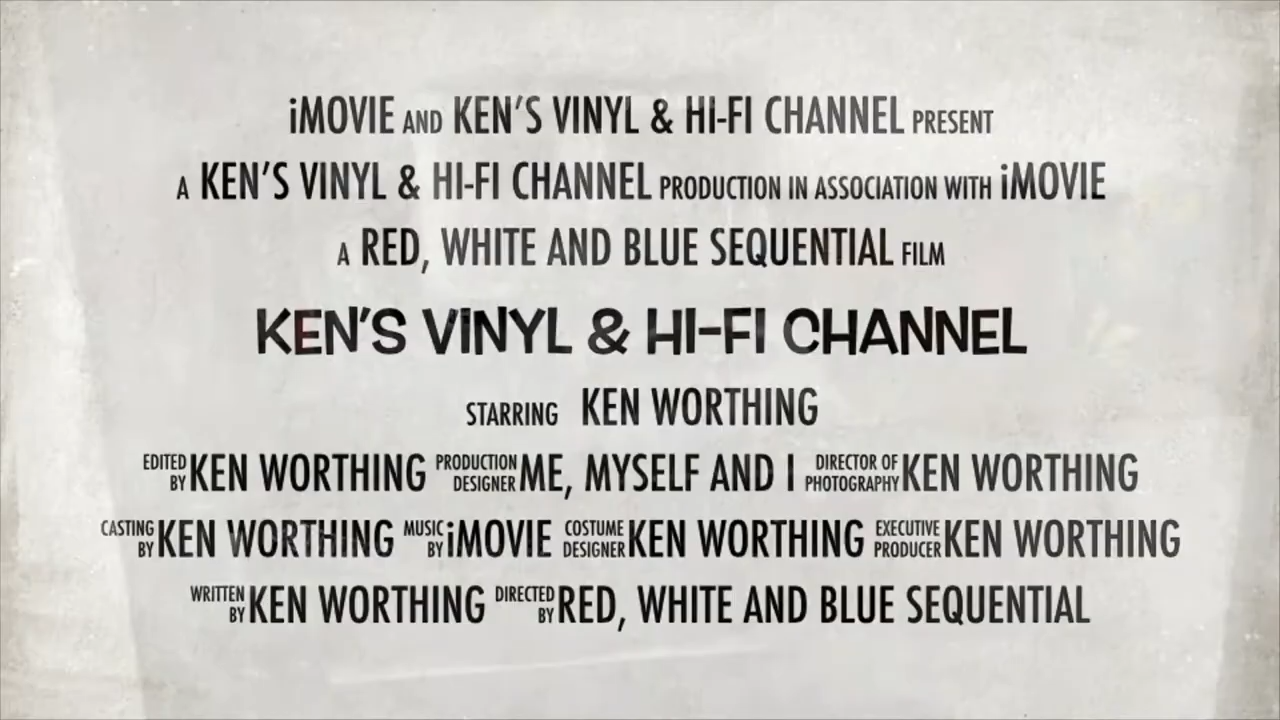 iMOVIE AND KEN'S VINYL & HI-FI CHANNEL PRESENT
A KEN'S VINYL & HI-FI CHANNEL PRODUCTION IN ASSOCIATION WITH iMOVIE
A RED, WHITE AND BLUE SEQUENTIAL FILM
KEN'S VINYL & HI-FI CHANNEL
STARRING KEN WORTHING
EDITED BY KEN WORTHING PRODUCTION DESIGNER ME, MYSELF AND I DIRECTOR OF PHOTOGRAPHY KEN WORTHING
CASTING BY KEN WORTHING MUSIC BY iMOVIE COSTUME DESIGNER KEN WORTHING EXECUTIVE PRODUCER KEN WORTHING
WRITTEN BY KEN WORTHING DIRECTED BY RED, WHITE AND BLUE SEQUENTIAL